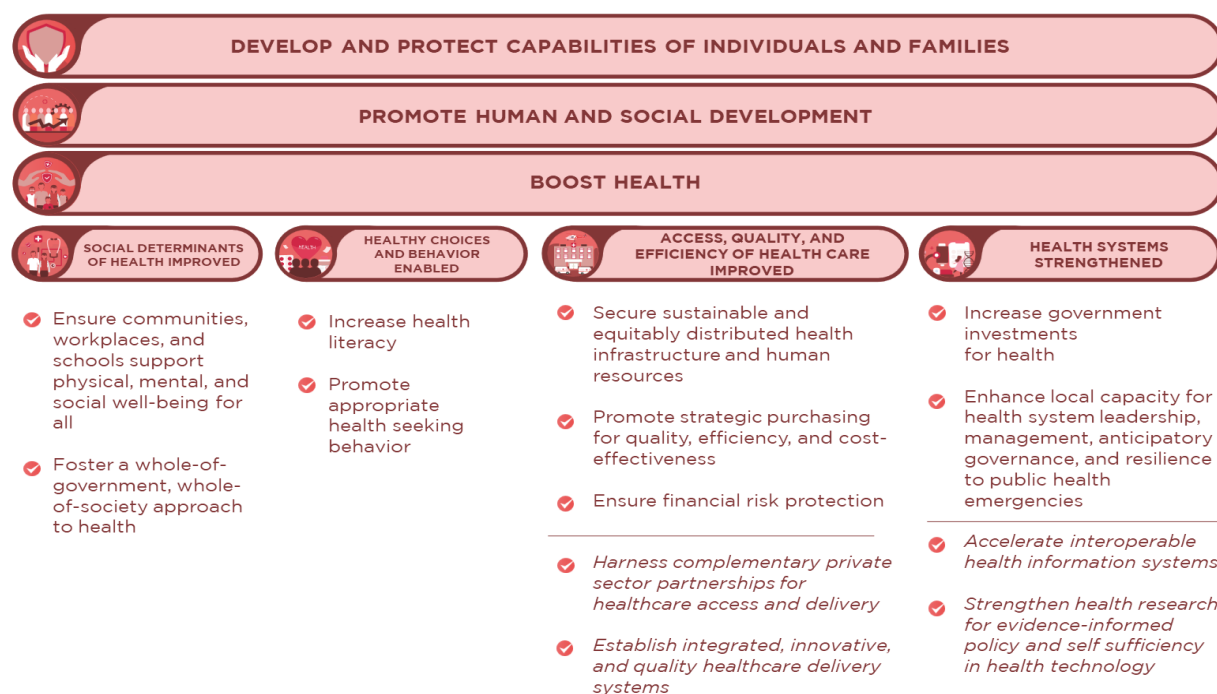 DEVELOP AND PROTECT CAPABILITIES OF INDIVIDUALS AND FAMILIES
PROMOTE HUMAN AND SOCIAL DEVELOPMENT
BOOST HEALTH
SOCIAL DETERMINANTS
OF HEALTH IMPROVED
Ensure communities,
workplaces, and
schools support
physical, mental, and
social well-being for
all
Foster a whole-of-
government, whole-
of-society approach
to health
HEALTHY CHOICES
AND BEHAVIOR
ENABLED
Increase health
literacy
Promote
appropriate
health seeking
behavior
ACCESS, QUALITY, AND
EFFICIENCY OF HEALTH CARE
IMPROVED
Secure sustainable and
equitably distributed health
infrastructure and human
resources
Promote strategic purchasing
for quality, efficiency, and cost-
effectiveness
Ensure financial risk protection
Harness complementary private
sector partnerships for
healthcare access and delivery
Establish integrated, innovative,
and quality healthcare delivery
systems
HEALTH SYSTEMS
STRENGTHENED
Increase government
investments
for health
Enhance local capacity for
health system leadership,
management, anticipatory
governance, and resilience
to public health
emergencies
Accelerate interoperable
health information systems
Strengthen health research
for evidence-informed
policy and self sufficiency
in health technology